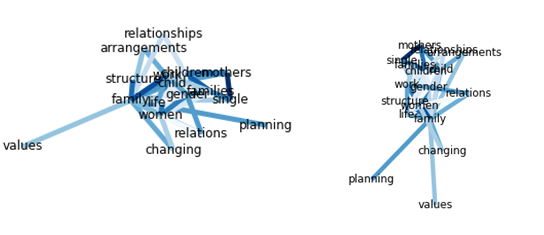 relationships
arrangements
structure
work
children
mothers
child
family
life
gender
families
single
women
relations
planning
values
changing
mothers
relationships
arrangements
single
families
child
children
work
gender
relations
structure
women
life
family
changing
planning
values